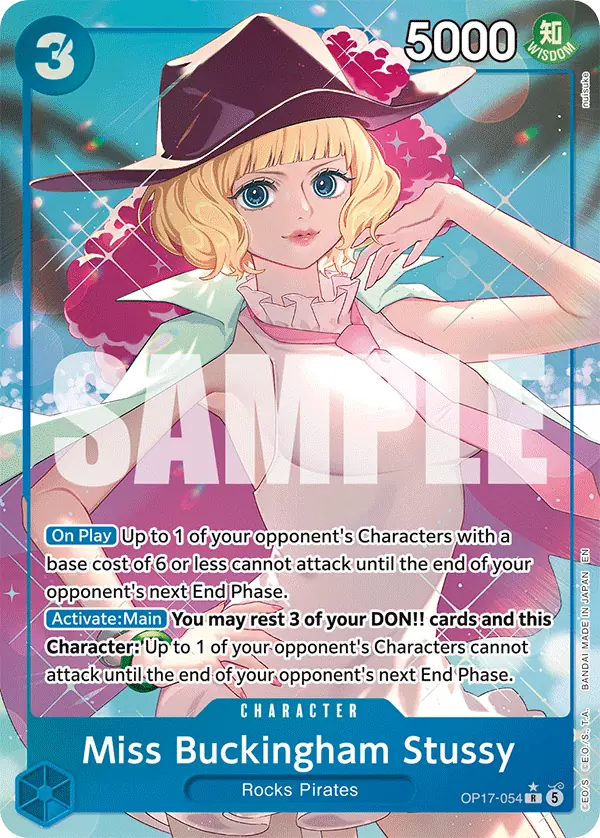 3
5000
知
WISDOM
nuibuke
SAMPLE
On Play Up to 1 of your opponent's Characters with a
base cost of 6 or less cannot attack until the end of your
opponent's next End Phase.
Activate:Main You may rest 3 of your DON!! cards and this
Character: Up to 1 of your opponent's Characters cannot
attack until the end of your opponent's next End Phase.
CHARACTER
Miss Buckingham Stussy
Rocks Pirates
OP17-054 R 5
©E.O/S ©E.O./S., T.A. BANDAI MADE IN JAPAN EN